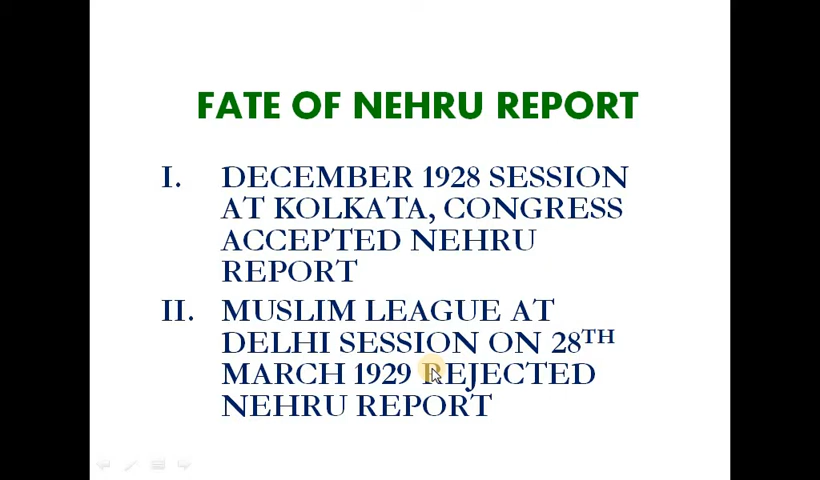 FATE OF NEHRU REPORT
I. DECEMBER 1928 SESSION
AT KOLKATA, CONGRESS
ACCEPTED NEHRU
REPORT
II. MUSLIM LEAGUE AT
DELHI SESSION ON 28TH
MARCH 1929 REJECTED
NEHRU REPORT